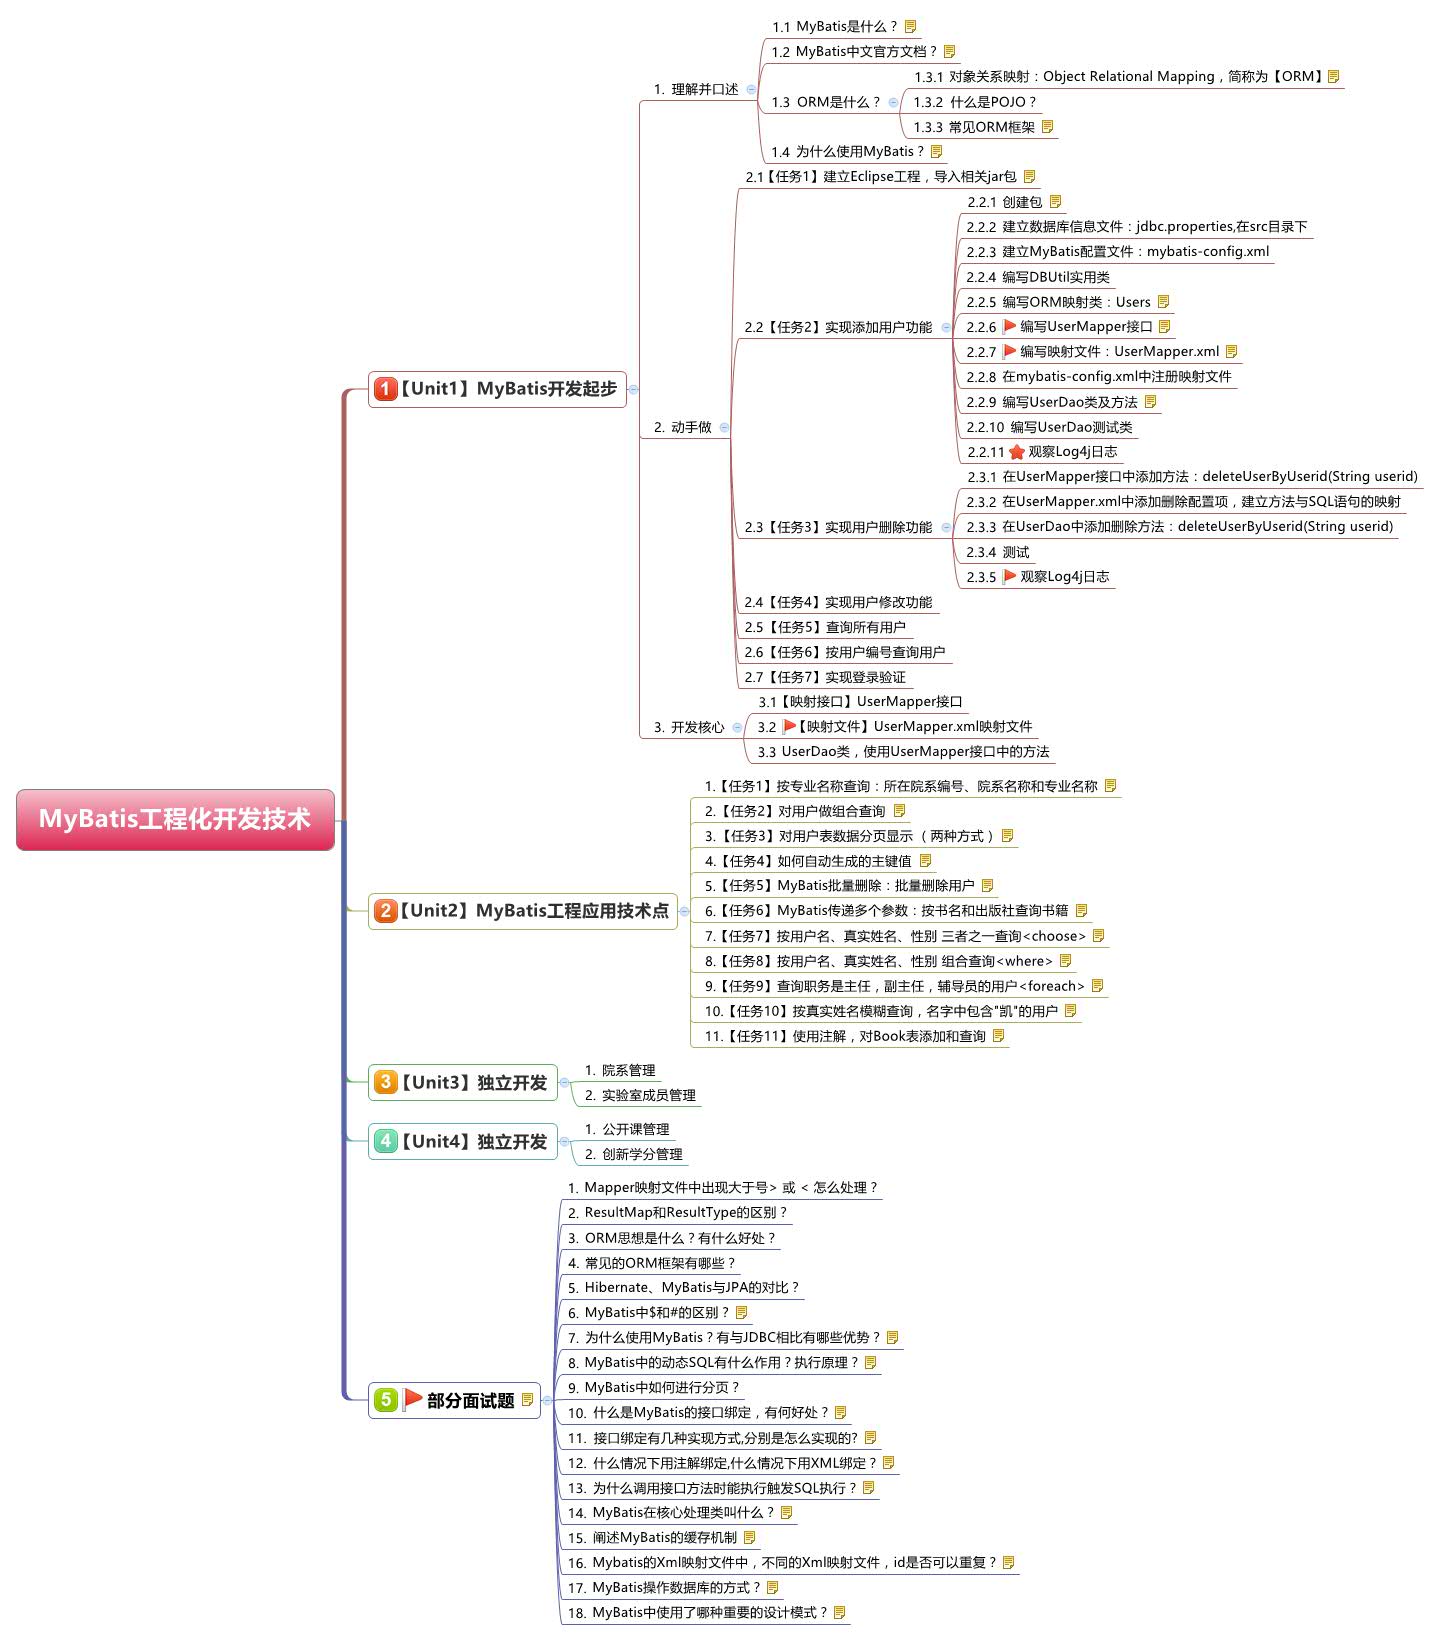 MyBatis工程化开发技术
1【Unit1】MyBatis开发起步
1. 理解并口述
1.1 MyBatis是什么？
1.2 MyBatis中文官方文档？
1.3 ORM是什么？
1.3.1 对象关系映射：Object Relational Mapping，简称为【ORM】
1.3.2 什么是POJO？
1.3.3 常见ORM框架
1.4 为什么使用MyBatis？
2. 动手做
2.1【任务1】建立Eclipse工程，导入相关jar包
2.2【任务2】实现添加用户功能
2.2.1 创建包
2.2.2 建立数据库信息文件：jdbc.properties,在src目录下
2.2.3 建立MyBatis配置文件：mybatis-config.xml
2.2.4 编写DBUtil实用类
2.2.5 编写ORM映射类：Users
2.2.6 编写UserMapper接口
2.2.7 编写映射文件：UserMapper.xml
2.2.8 在mybatis-config.xml中注册映射文件
2.2.9 编写UserDao类及方法
2.2.10 编写UserDao测试类
2.2.11 观察Log4j日志
2.3【任务3】实现用户删除功能
2.3.1 在UserMapper接口中添加方法：deleteUserByUserid(String userid)
2.3.2 在UserMapper.xml中添加删除配置项，建立方法与SQL语句的映射
2.3.3 在UserDao中添加删除方法：deleteUserByUserid(String userid)
2.3.4 测试
2.3.5 观察Log4j日志
2.4【任务4】实现用户修改功能
2.5【任务5】查询所有用户
2.6【任务6】按用户编号查询用户
2.7【任务7】实现登录验证
3. 开发核心
3.1【映射接口】UserMapper接口
3.2 【映射文件】UserMapper.xml映射文件
3.3 UserDao类，使用UserMapper接口中的方法
2【Unit2】MyBatis工程应用技术点
1.【任务1】按专业名称查询：所在院系编号、院系名称和专业名称
2.【任务2】对用户做组合查询
3.【任务3】对用户表数据分页显示 （两种方式）
4.【任务4】如何自动生成的主键值
5.【任务5】MyBatis批量删除：批量删除用户
6.【任务6】MyBatis传递多个参数：按书名和出版社查询书籍
7.【任务7】按用户名、真实姓名、性别 三者之一查询<choose>
8.【任务8】按用户名、真实姓名、性别 组合查询<where>
9.【任务9】查询职务是主任，副主任，辅导员的用户<foreach>
10.【任务10】按真实姓名模糊查询，名字中包含"凯"的用户
11.【任务11】使用注解，对Book表添加和查询
3【Unit3】独立开发
1. 院系管理
2. 实验室成员管理
4【Unit4】独立开发
1. 公开课管理
2. 创新学分管理
5 部分面试题
1. Mapper映射文件中出现大于号> 或 < 怎么处理？
2. ResultMap和ResultType的区别？
3. ORM思想是什么？有什么好处？
4. 常见的ORM框架有哪些？
5. Hibernate、MyBatis与JPA的对比？
6. MyBatis中$和#的区别？
7. 为什么使用MyBatis？有与JDBC相比有哪些优势？
8. MyBatis中的动态SQL有什么作用？执行原理？
9. MyBatis中如何进行分页？
10. 什么是MyBatis的接口绑定，有何好处？
11. 接口绑定有几种实现方式,分别是怎么实现的?
12. 什么情况下用注解绑定,什么情况下用XML绑定？
13. 为什么调用接口方法时能执行触发SQL执行？
14. MyBatis在核心处理类叫什么？
15. 阐述MyBatis的缓存机制
16. Mybatis的Xml映射文件中，不同的Xml映射文件，id是否可以重复？
17. MyBatis操作数据库的方式？
18. MyBatis中使用了哪种重要的设计模式？